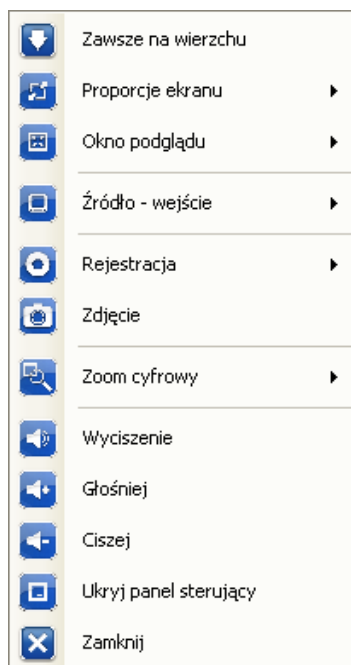 Zawsze na wierzchu
Proporcje ekranu
Okno podglądu
Źródło - wejście
Rejestracja
Zdjęcie
Zoom cyfrowy
Wyciszenie
Głośniej
Ciszej
Ukryj panel sterujący
Zamknij